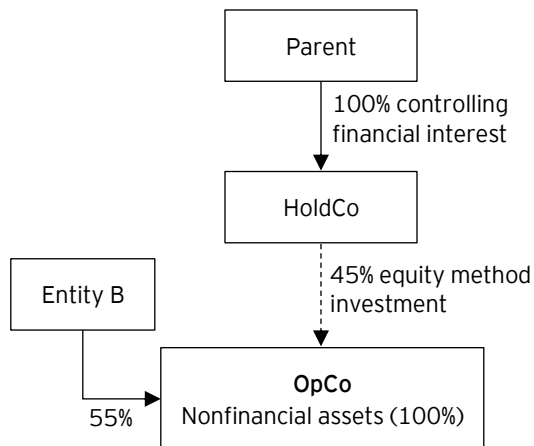 Parent
100% controlling
financial interest
HoldCo
45% equity method
investment
Entity B
OpCo
Nonfinancial assets (100%)
55%